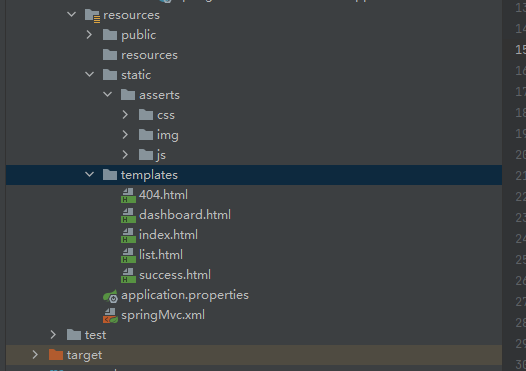 resources
public
resources
static
asserts
css
img
js
templates
404.html
dashboard.html
index.html
list.html
success.html
application.properties
springMvc.xml
test
target
14
15
16
17
18
19
20
21
22
23
24
25
26
27
28
29